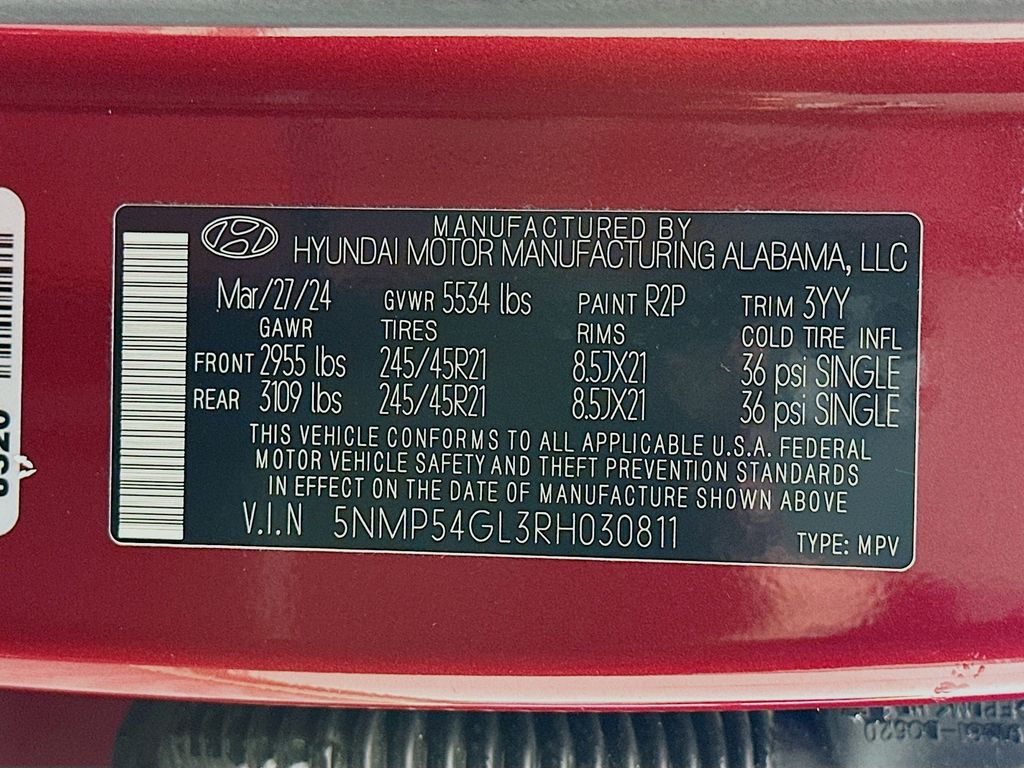 MANUFACTURED BY
HYUNDAI MOTOR MANUFACTURING ALABAMA, LLC
Mar/27/24 GVWR 5534 lbs PAINT R2P TRIM 3YY
GAWR TIRES RIMS COLD TIRE INFL
FRONT 2955 lbs 245/45R21 8.5JX21 36 psi SINGLE
REAR 3109 lbs 245/45R21 8.5JX21 36 psi SINGLE
THIS VEHICLE CONFORMS TO ALL APPLICABLE U.S.A. FEDERAL
MOTOR VEHICLE SAFETY AND THEFT PREVENTION STANDARDS
IN EFFECT ON THE DATE OF MANUFACTURE SHOWN ABOVE
V.I.N 5NMP54GL3RH030811
TYPE: MPV